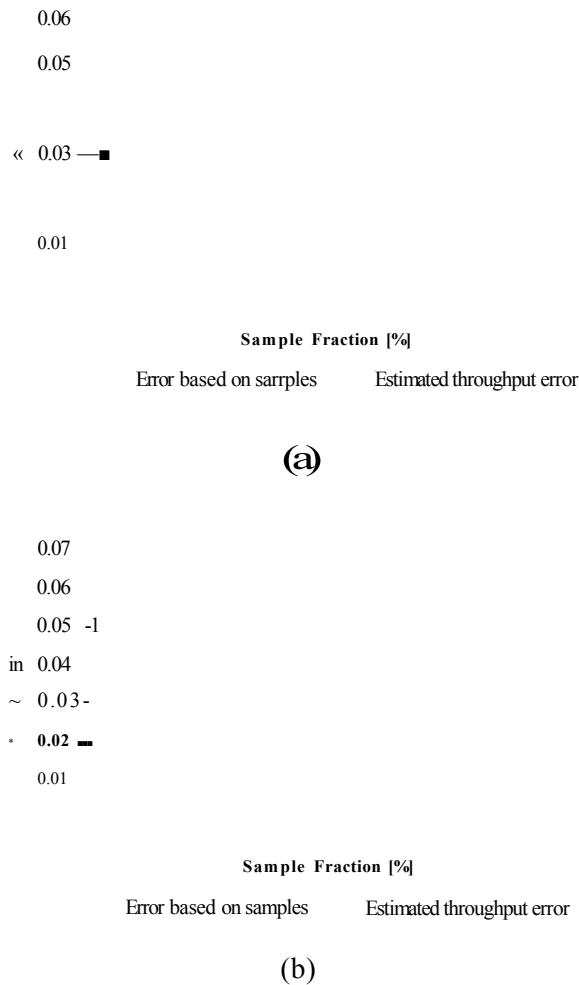 0.06
0.05
« 0.03 —■
0.01
Sample Fraction [%]
Error based on sarrples Estimated throughput error
(a)
0.07
0.06
0.05 -1
in 0.04
~ 0.03-
* 0.02 ■■■
0.01
Sample Fraction [%]
Error based on samples Estimated throughput error
(b)